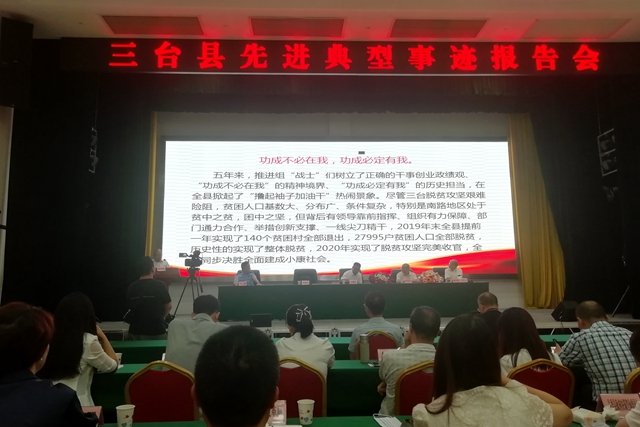 三台县先进典型事迹报告会
功成不必在我，功成必定有我。
五年来，推进组“战士”们树立了正确的干事创业政绩观、
“功成不必在我”的精神境界、“功成必定有我”的历史担当，在
全县掀起了“撸起袖子加油干”热闹景象。尽管三台脱贫攻坚艰难
险阻，贫困人口基数大、分布广、条件复杂，特别是南路地区处于
贫中之贫，困中之坚，但背后有领导靠前指挥、组织有力保障、部
门通力合作、举措创新支撑、一线尖刀精干，2019年末全县提前
一年实现了140个贫困村全部退出，27995户贫困人口全部脱贫，
历史性的实现了整体脱贫，2020年实现了脱贫攻坚完美收官，全
同步决胜全面建成小康社会。